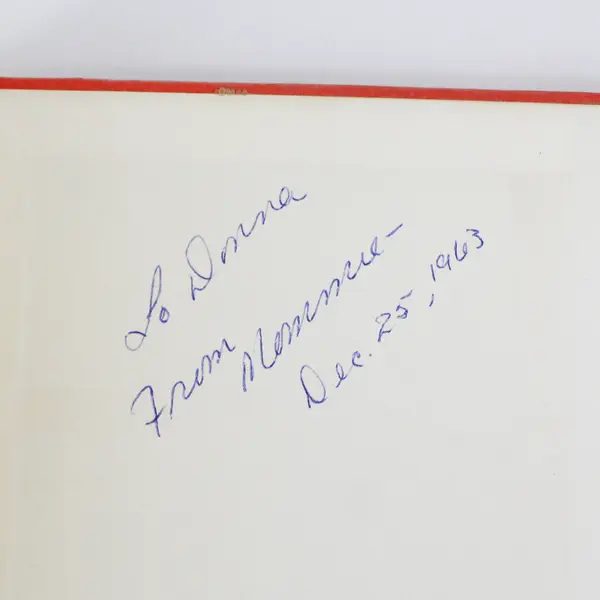 To Donna
From Mommie-
Dec. 25, 1963